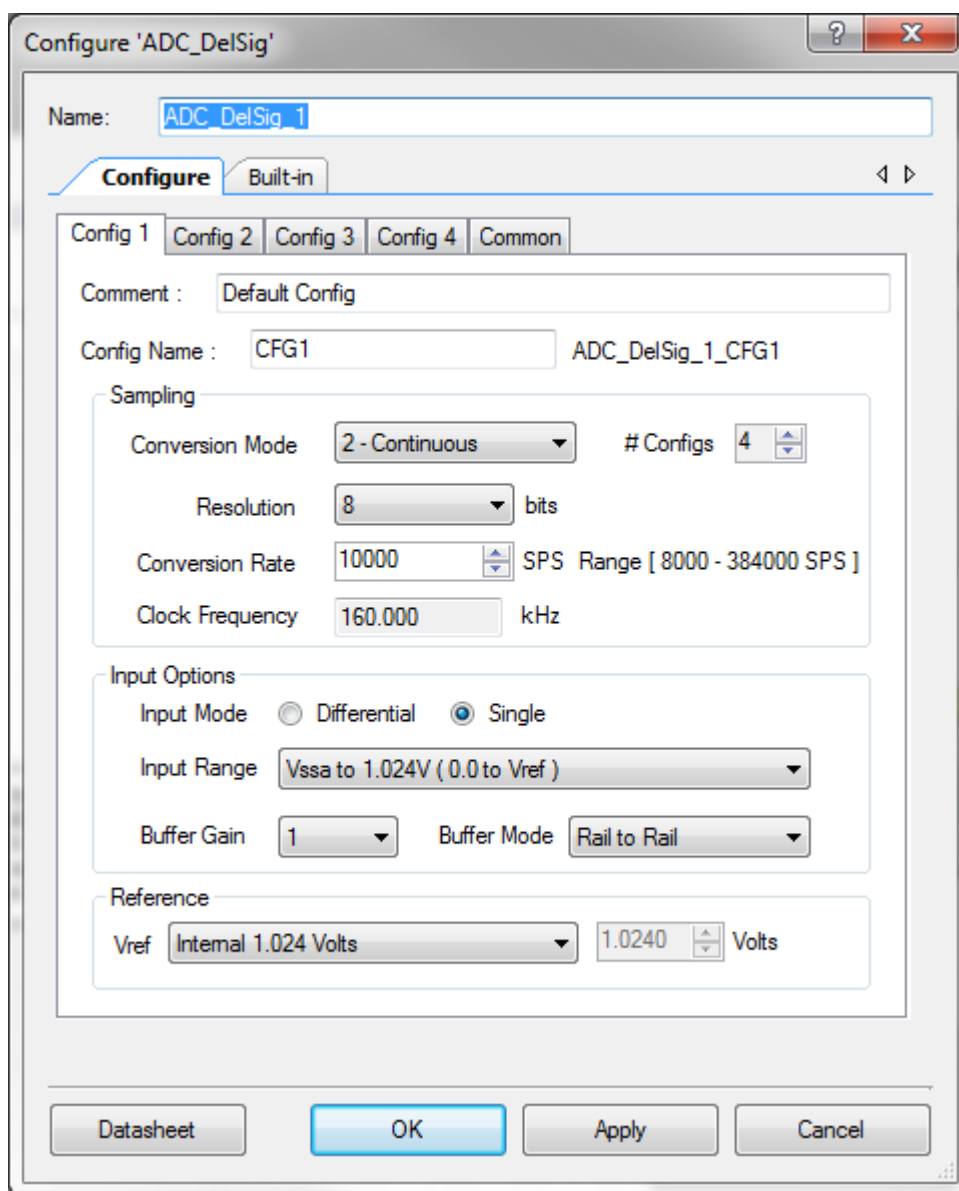 Configure 'ADC_DelSig'
Name: ADC_DelSig_1
Configure Built-in
Config 1 Config 2 Config 3 Config 4 Common
Comment : Default Config
Config Name : CFG1 ADC_DelSig_1_CFG1
Sampling
Conversion Mode 2 - Continuous # Configs 4
Resolution 8 bits
Conversion Rate 10000 SPS Range [ 8000 - 384000 SPS ]
Clock Frequency 160.000 kHz
Input Options
Input Mode Differential Single
Input Range Vssa to 1.024V ( 0.0 to Vref )
Buffer Gain 1 Buffer Mode Rail to Rail
Reference
Vref Internal 1.024 Volts 1.0240 Volts
Datasheet OK Apply Cancel